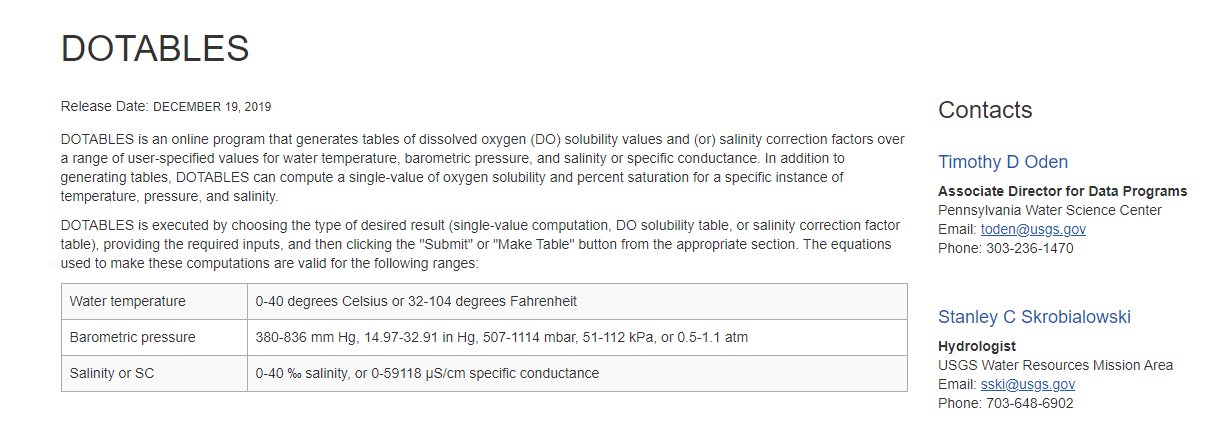 DOTABLES
Release Date: DECEMBER 19, 2019
DOTABLES is an online program that generates tables of dissolved oxygen (DO) solubility values and (or) salinity correction factors over
a range of user-specified values for water temperature, barometric pressure, and salinity or specific conductance. In addition to
generating tables, DOTABLES can compute a single-value of oxygen solubility and percent saturation for a specific instance of
temperature, pressure, and salinity.
DOTABLES is executed by choosing the type of desired result (single-value computation, DO solubility table, or salinity correction factor
table), providing the required inputs, and then clicking the "Submit" or "Make Table" button from the appropriate section. The equations
used to make these computations are valid for the following ranges:
Water temperature 0-40 degrees Celsius or 32-104 degrees Fahrenheit
Barometric pressure 380-836 mm Hg, 14.97-32.91 in Hg, 507-1114 mbar, 51-112 kPa, or 0.5-1.1 atm
Salinity or SC 0-40 ‰ salinity, or 0-59118 µS/cm specific conductance
Contacts
Timothy D Oden
Associate Director for Data Programs
Pennsylvania Water Science Center
Email: toden@usgs.gov
Phone: 303-236-1470
Stanley C Skrobialowski
Hydrologist
USGS Water Resources Mission Area
Email: sski@usgs.gov
Phone: 703-648-6902